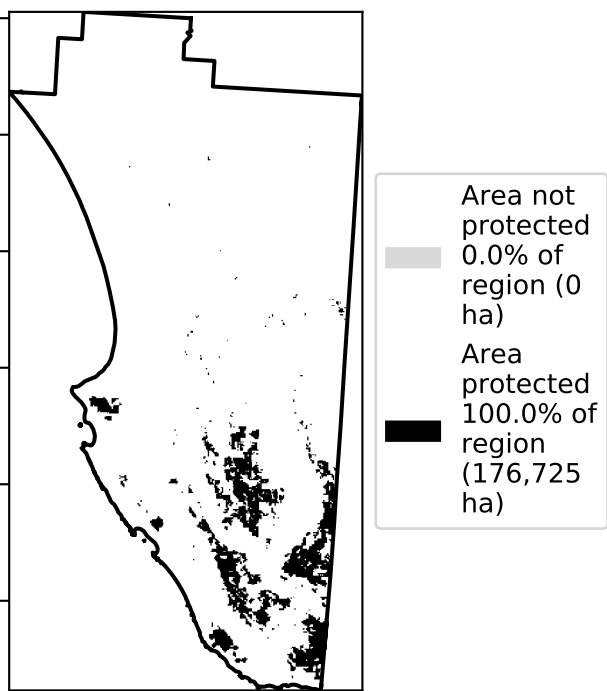 Area not
protected
0.0% of
region (0
ha)
Area
protected
100.0% of
region
(176,725
ha)